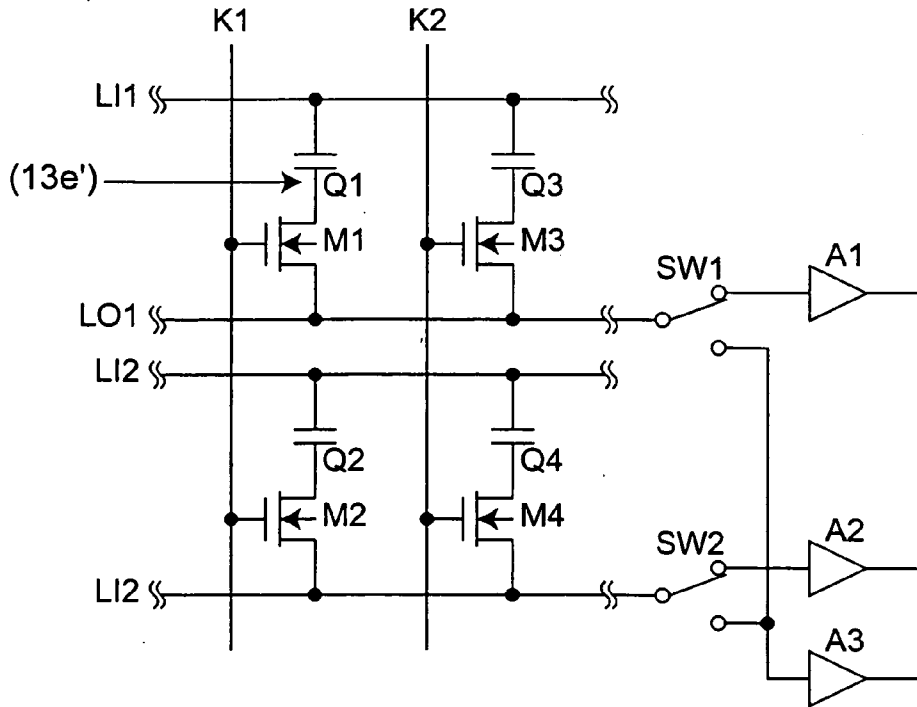 K1 K2
LI1
(13e') Q1 Q3
M1 M3
SW1 A1
LO1
LI2
Q2 Q4
M2 M4
SW2 A2
LI2
A3